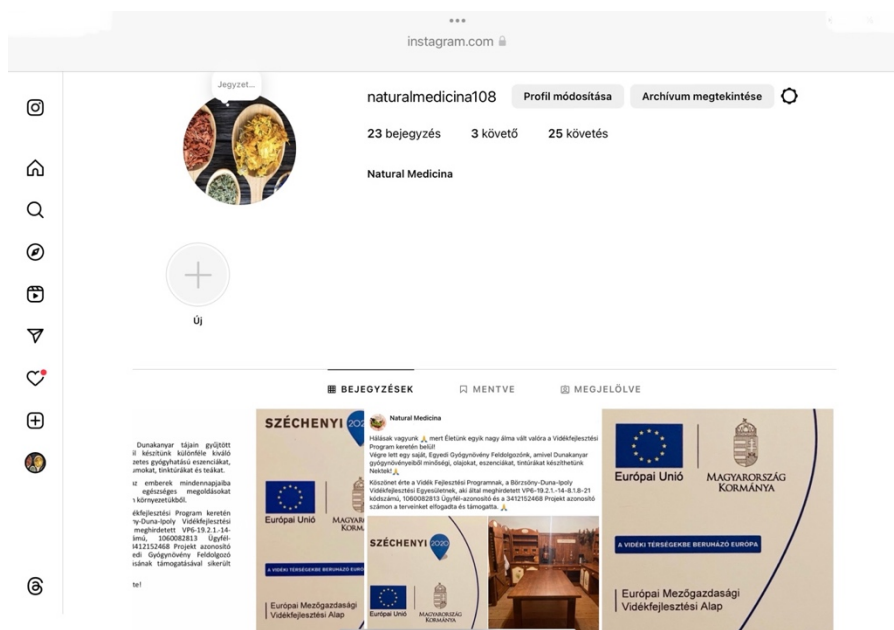 instagram.com
Jegyzet...
naturalmedicina108 Profil módosítása Archívum megtekintése
23 bejegyzés 3 követő 25 követés
Natural Medicina
Új
BEJEGYZÉSEK MENTVE MEGJELÖLVE
Dunakanyar tájain gyűjtött
készítünk különféle kiváló
gyógyhatású esszenciákat,
tinktúrákat és teákat.
emberek mindennapjaiba
egészséges megoldásokat
környezetükből.
Program keretén
Vidékfejlesztési
meghirdetett VP6-19.2.1.-14-
1060082813 Ügyfél-
Projekt azonosító
Gyógynövény Feldolgozó
támogatásával sikerült
SZÉCHENYI
Európai Unió
A VIDÉKI TÉRSÉGEKBE BERUHÁZÓ
Európai Mezőgazdasági
Vidékfejlesztési Alap
Natural Medicina
Hálásak vagyunk 🙏 mert Életünk egyik nagy álma vált valóra a Vidékfejlesztési
Program keretén belül!
Végre lett egy saját, Egyedi Gyógynövény Feldolgozónk, amivel Dunakanyar
gyógynövényeiből minőségi, olajokat, esszenciákat, tintúrákat készíthetünk
Nektek! 🙏
Köszönet érte a Vidék Fejlesztési Programnak, a Börzsöny-Duna-Ipoly
Vidékfejlesztési Egyesületnek, aki által meghirdetett VP6-19.2.1.-14-8.1.8-21
kódszámú, 1060082813 Ügyfél-azonosító és a 3412152468 Projekt azonosító
számon a terveinket elfogadta és támogatta. 🙏
SZÉCHENYI 2020
Európai Unió
MAGYARORSZÁG
KORMÁNYA
Európai Unió
MAGYARORSZÁG
KORMÁNYA
A VIDÉKI TÉRSÉGEKBE BERUHÁZÓ EURÓPA
Európai Mezőgazdasági
Vidékfejlesztési Alap